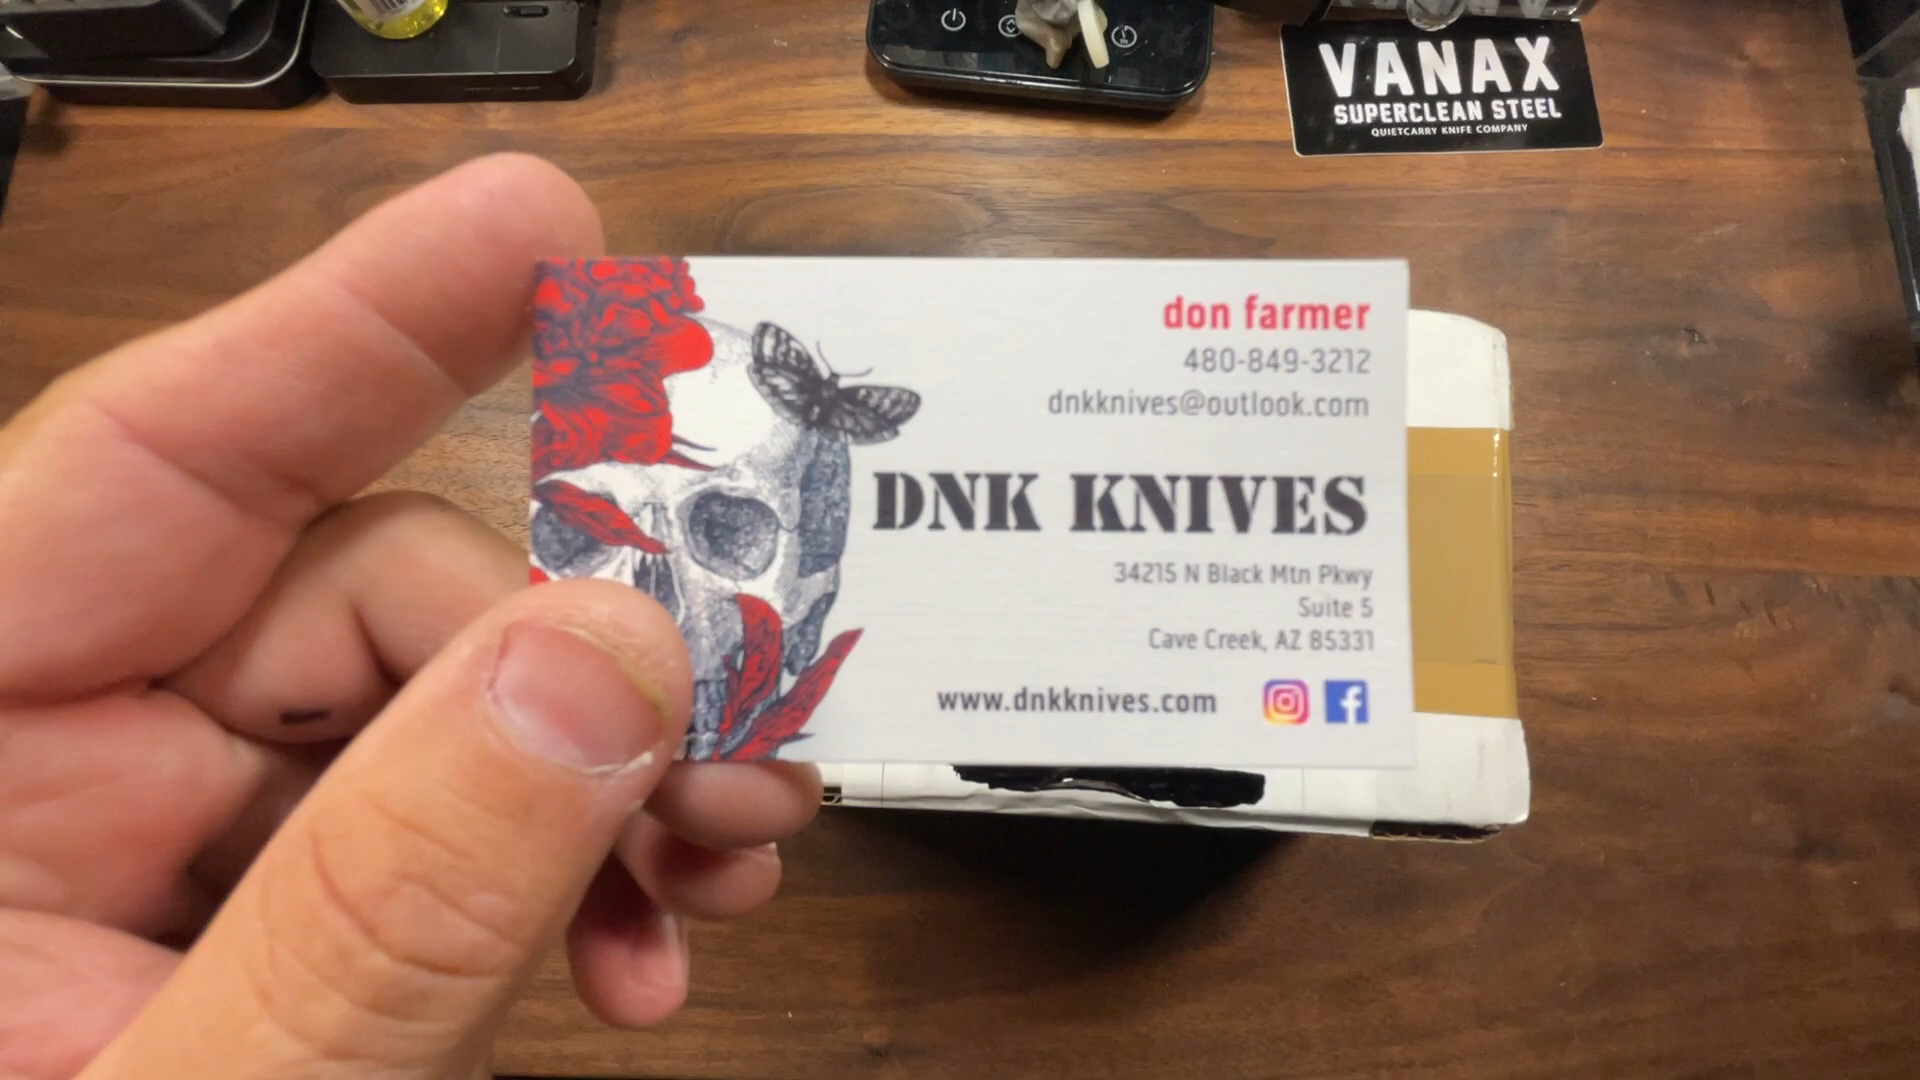 VANAX
SUPERCLEAN STEEL
QUIETCARRY KNIFE COMPANY
don farmer
480-849-3212
dnkknives@outlook.com
DNK KNIVES
34215 N Black Mtn Pkwy
Suite 5
Cave Creek, AZ 85331
www.dnkknives.com